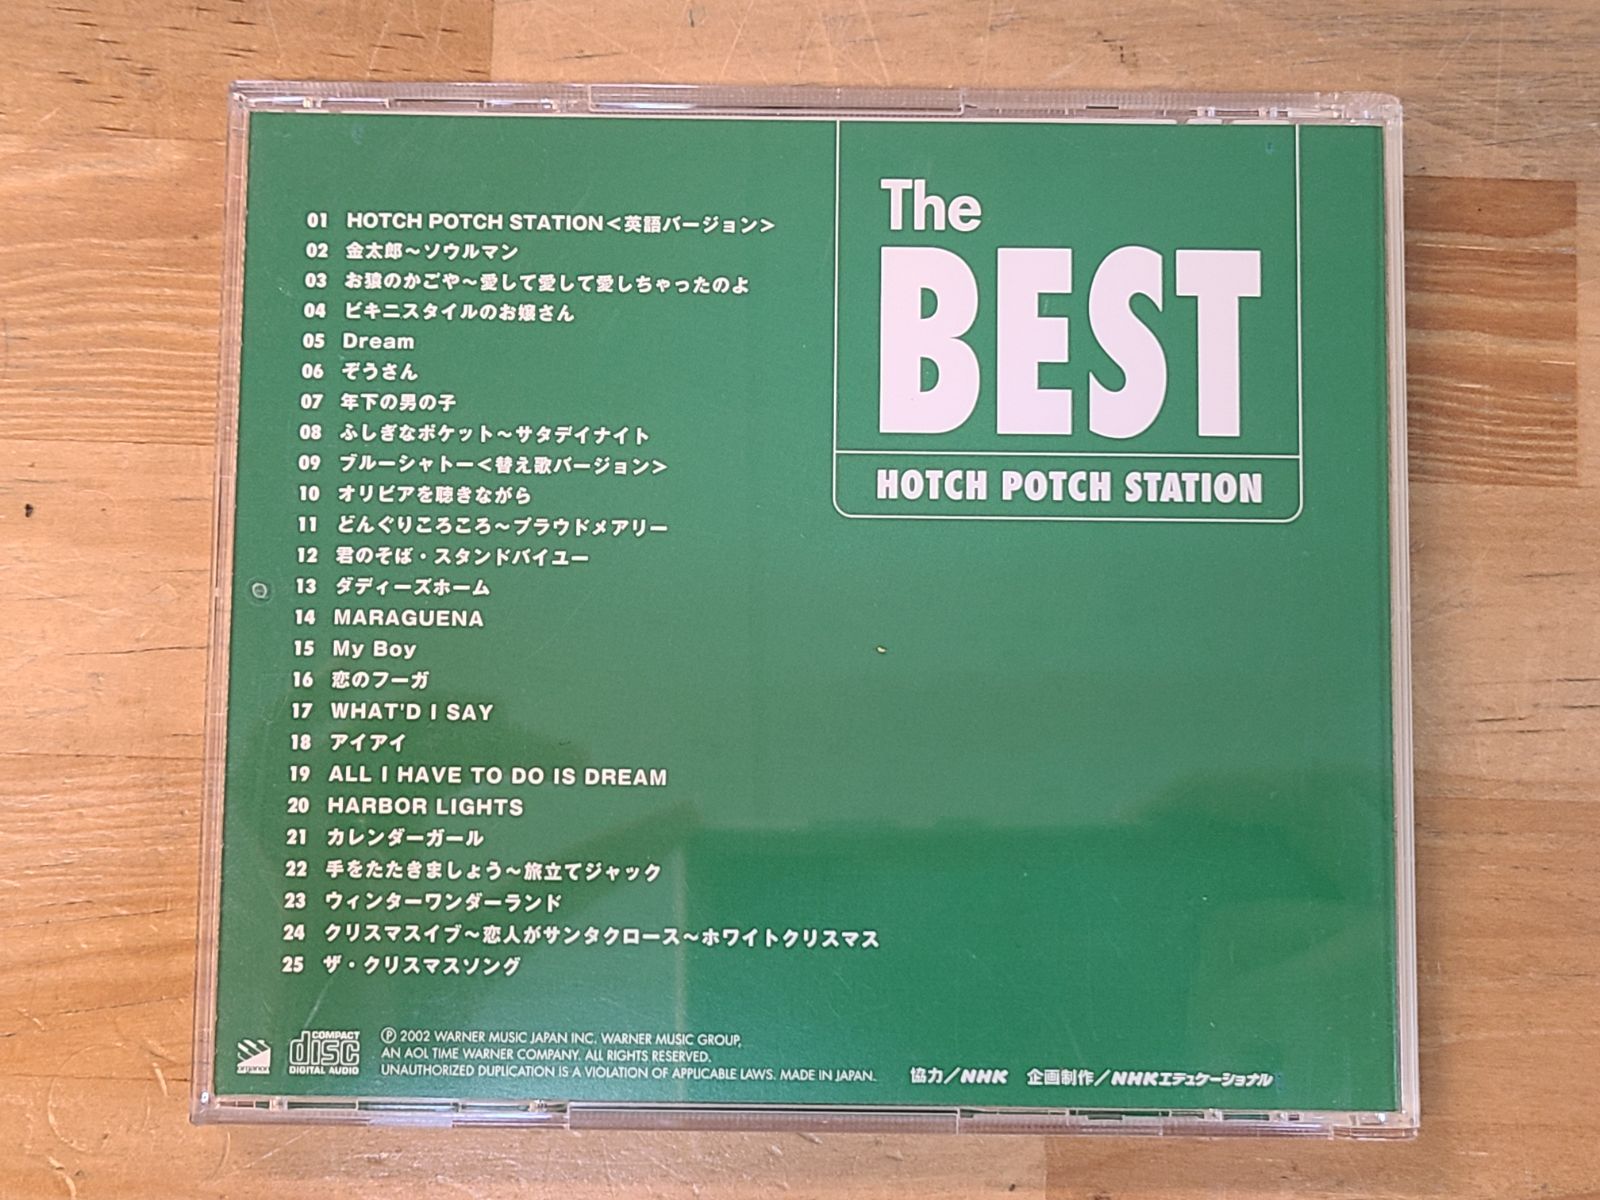 The
BEST
HOTCH POTCH STATION
01 HOTCH POTCH STATION<英語バージョン>
02 金太郎~ソウルマン
03 お猿のかごや~愛して愛して愛しちゃったのよ
04 ビキニスタイルのお嬢さん
05 Dream
06 ぞうさん
07 年下の男の子
08 ふしぎなポケット~サタデイナイト
09 ブルーシャトー<替え歌バージョン>
10 オリビアを聴きながら
11 どんぐりころころ~プラウドメアリー
12 君のそば・スタンドバイユー
13 ダディーズホーム
14 MARAGUENA
15 My Boy
16 恋のフーガ
17 WHAT'D I SAY
18 アイアイ
19 ALL I HAVE TO DO IS DREAM
20 HARBOR LIGHTS
21 カレンダーガール
22 手をたたきましょう~旅立てジャック
23 ウィンターワンダーランド
24 クリスマスイブ~恋人がサンタクロース~ホワイトクリスマス
25 ザ・クリスマスソング
organon
COMPACT
disc
DIGITAL AUDIO
Ⓟ 2002 WARNER MUSIC JAPAN INC. WARNER MUSIC GROUP,
AN AOL TIME WARNER COMPANY. ALL RIGHTS RESERVED.
UNAUTHORIZED DUPLICATION IS A VIOLATION OF APPLICABLE LAWS. MADE IN JAPAN.
協力/NHK 企画制作/NHKエデュケーショナル